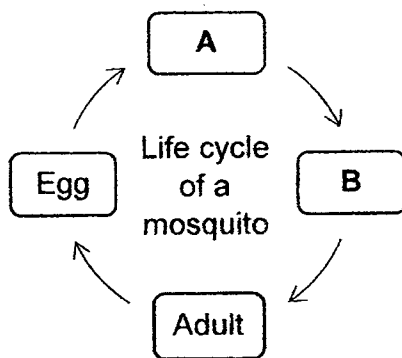 A
Life cycle
of a
mosquito
Egg
B
Adult